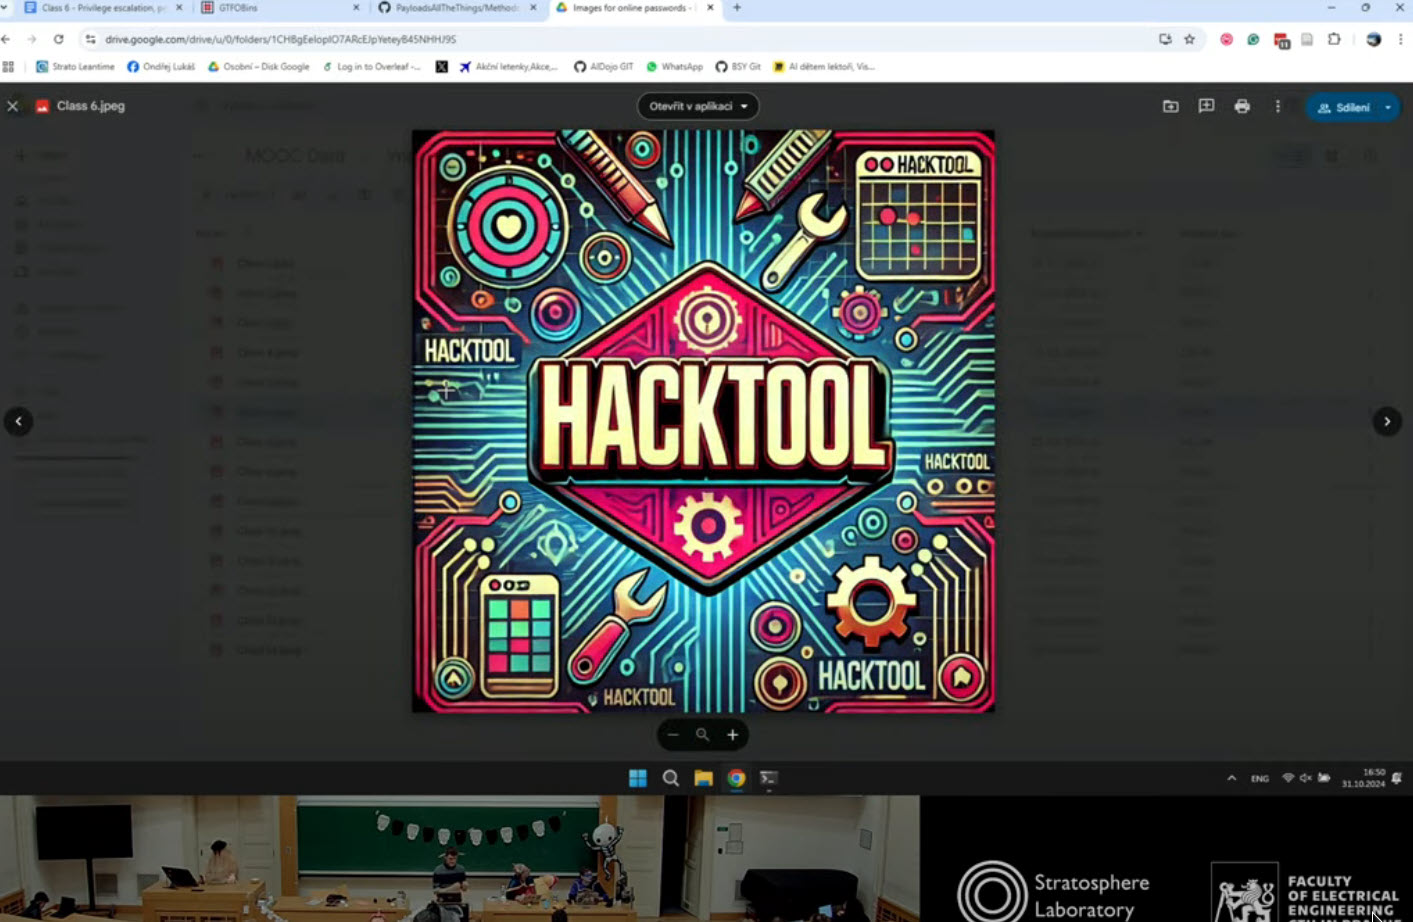 Class 6 - Privilege escalation, pe
GTFOBins
PayloadsAllTheThings/Method
Images for online passwords -
drive.google.com/drive/u/0/folders/1CHBgEelopIO7ARcEJpYeteyB45NHHJ9S
Strato Leantime
Ondřej Lukáš
Osobní – Disk Google
Log in to Overleaf -...
Akční letenky,Akce,...
AIDojo GIT
WhatsApp
BSY Git
AI dětem lektoři, Vis...
Class 6.jpeg
Otevřít v aplikaci
Sdílení
HACKTOOL
HACKTOOL
HACKTOOL
HACKTOOL
HACKTOOL
HACKTOOL
ENG
16:50
31.10.2024
Stratosphere
Laboratory
FACULTY
OF ELECTRICAL
ENGINEERING